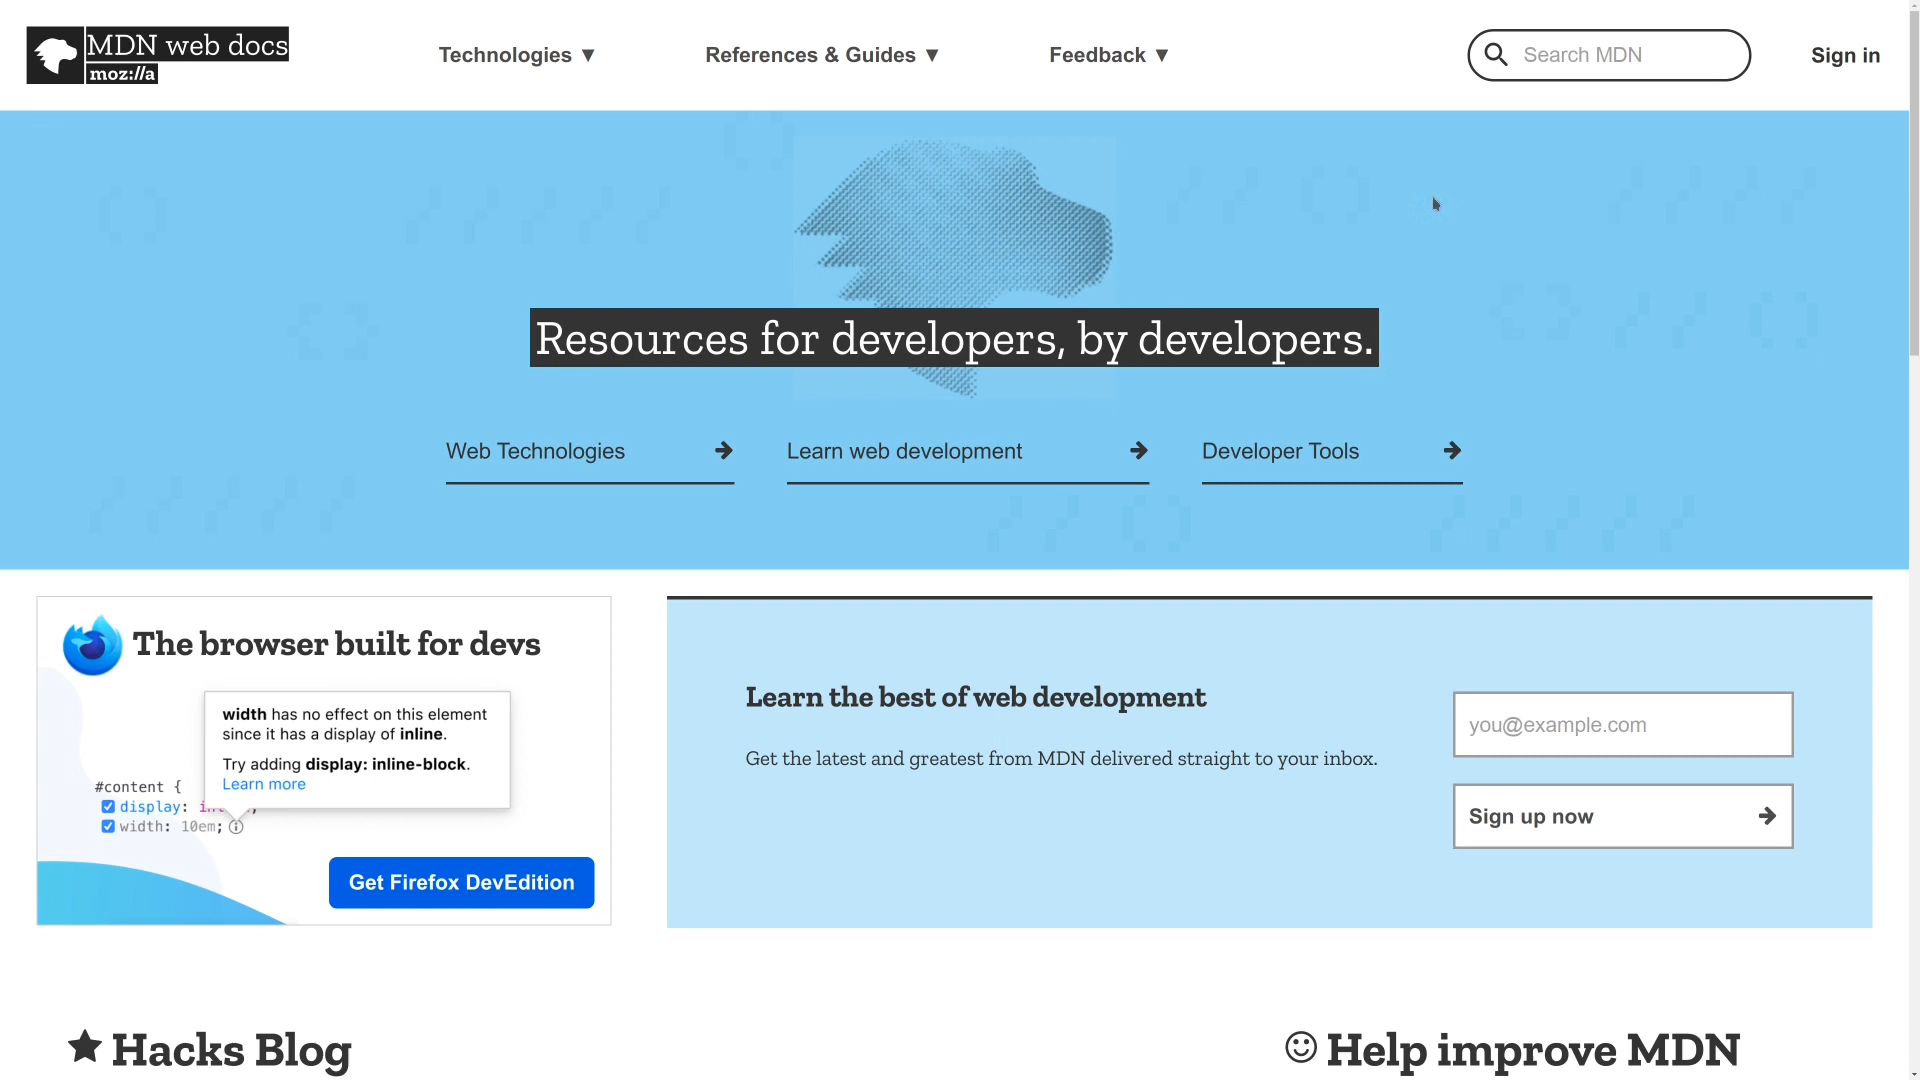 MDN web docs
moz://a
Technologies ▼
References & Guides ▼
Feedback ▼
Search MDN
Sign in
Resources for developers, by developers.
Web Technologies
Learn web development
Developer Tools
The browser built for devs
width has no effect on this element
since it has a display of inline.
Try adding display: inline-block.
Learn more
#content {
display:
width: 10em;
Get Firefox DevEdition
Learn the best of web development
Get the latest and greatest from MDN delivered straight to your inbox.
you@example.com
Sign up now
Hacks Blog
Help improve MDN